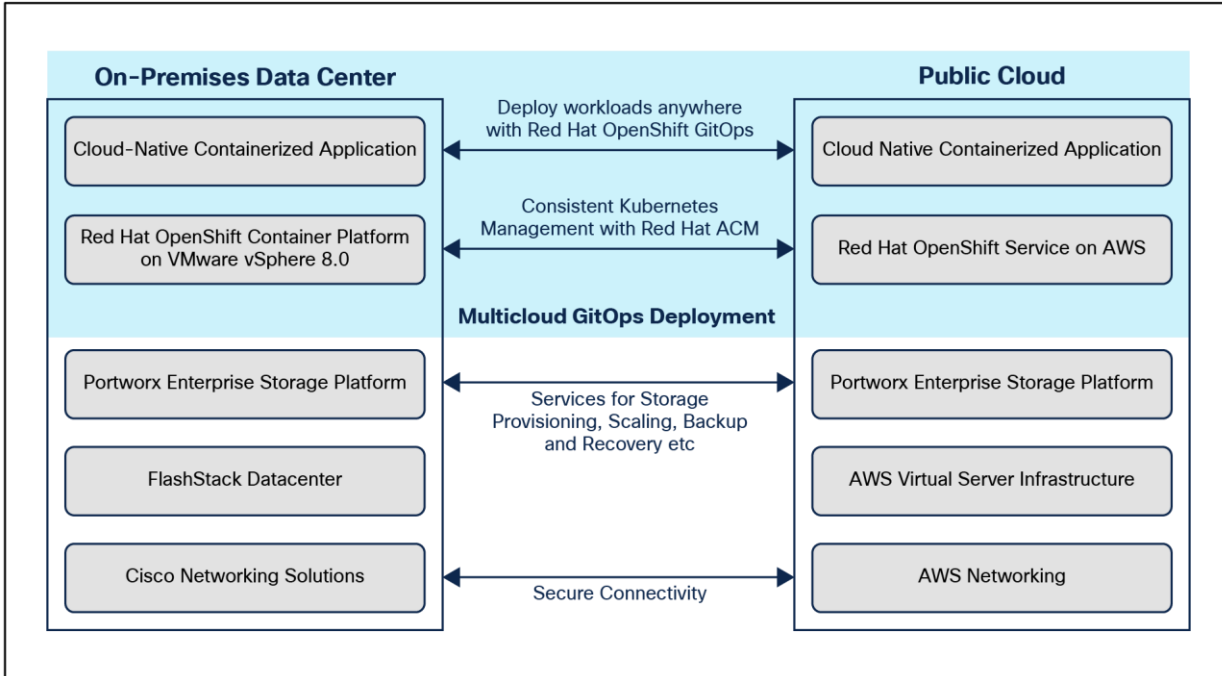 On-Premises Data Center
Public Cloud
Deploy workloads anywhere
with Red Hat OpenShift GitOps
Cloud-Native Containerized Application
Cloud Native Containerized Application
Consistent Kubernetes
Management with Red Hat ACM
Red Hat OpenShift Container Platform
on VMware vSphere 8.0
Red Hat OpenShift Service on AWS
Multicloud GitOps Deployment
Portworx Enterprise Storage Platform
Portworx Enterprise Storage Platform
Services for Storage
Provisioning, Scaling, Backup
and Recovery etc
FlashStack Datacenter
AWS Virtual Server Infrastructure
Cisco Networking Solutions
AWS Networking
Secure Connectivity